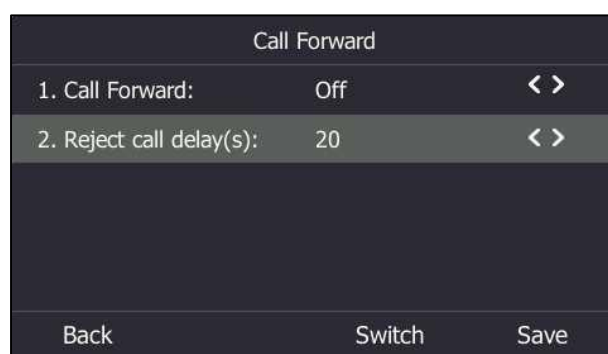 Call Forward
1. Call Forward: Off < >
2. Reject call delay(s): 20 < >
Back Switch Save